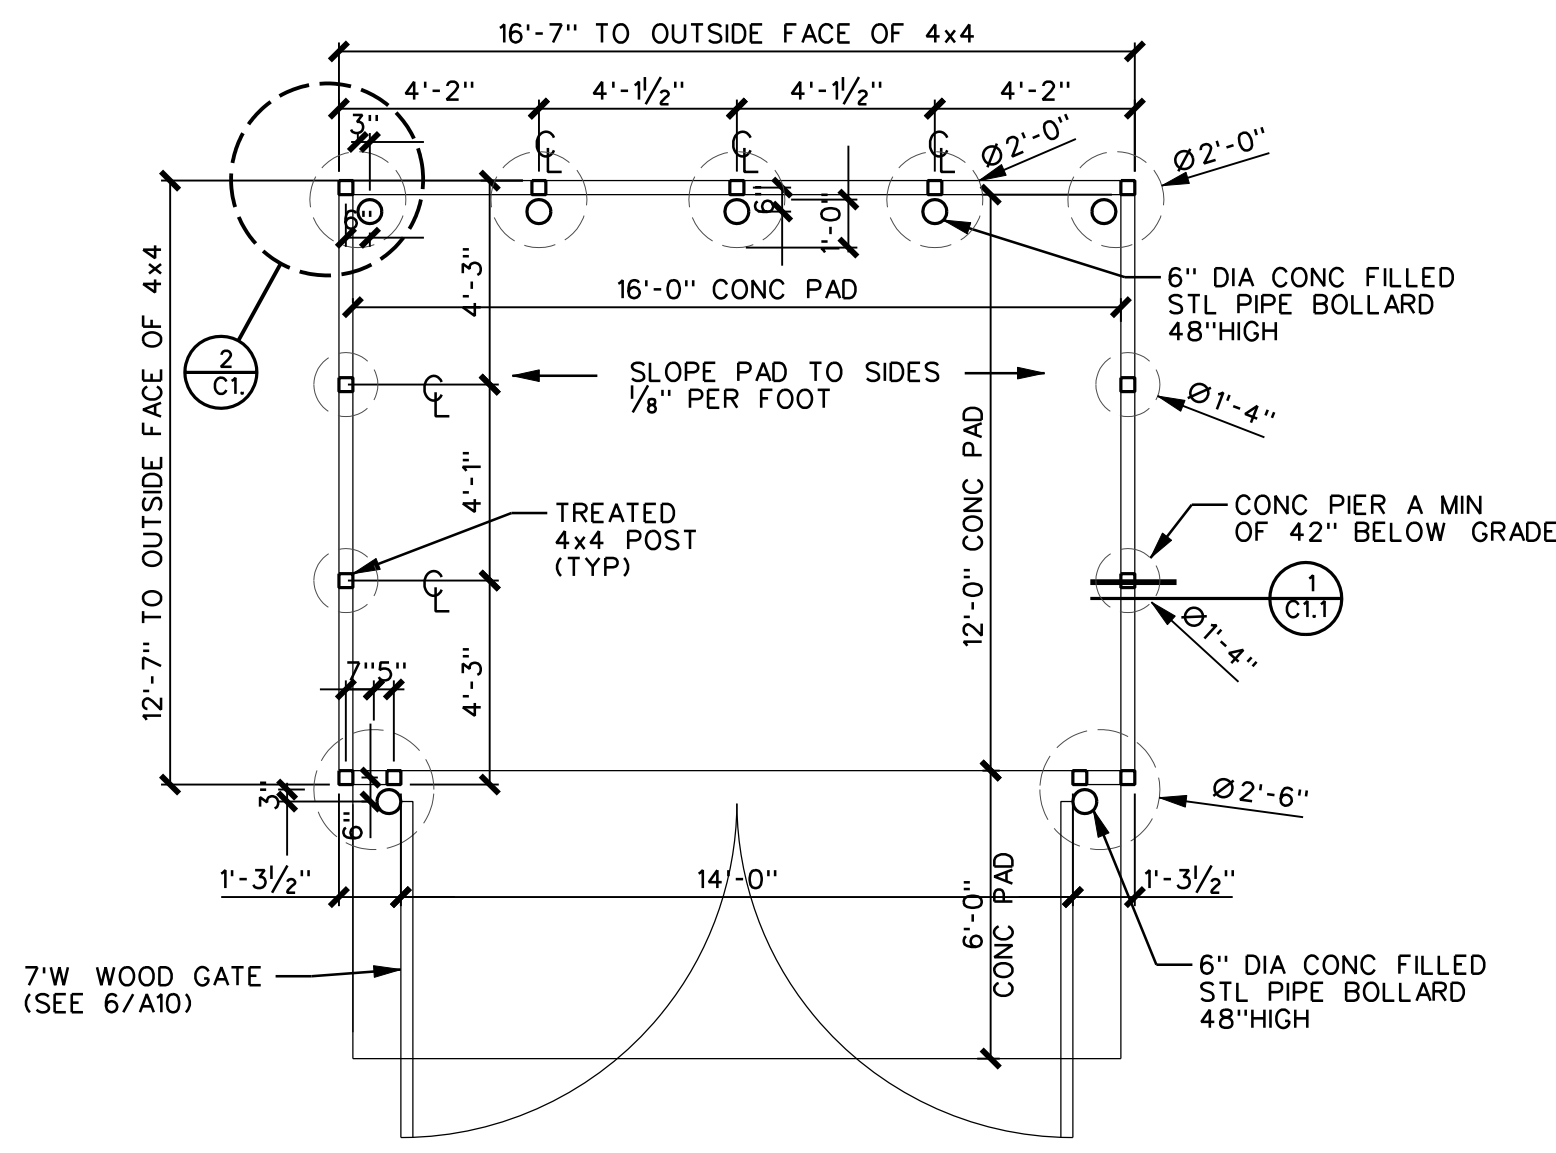 16'-7" TO OUTSIDE FACE OF 4x4
4'-2" 4'-1½" 4'-1½" 4'-2"
3"
℄ ℄ ℄
Ø2'-0" Ø2'-0"
6"
6" 1'-0"
4'-3"
16'-0" CONC PAD
6" DIA CONC FILLED
STL PIPE BOLLARD
48"HIGH
12'-7" TO OUTSIDE FACE OF 4x4
2
C1.
℄
SLOPE PAD TO SIDES
⅛" PER FOOT
Ø1'-4"
12'-0" CONC PAD
4'-1"
TREATED
4x4 POST
(TYP)
CONC PIER A MIN
OF 42" BELOW GRADE
℄
1
C1.1
Ø1'-4"
7" 5"
4'-3"
3"
6"
Ø2'-6"
1'-3½" 14'-0" 1'-3½"
6'-0"
CONC PAD
7'W WOOD GATE
(SEE 6/A10)
6" DIA CONC FILLED
STL PIPE BOLLARD
48"HIGH